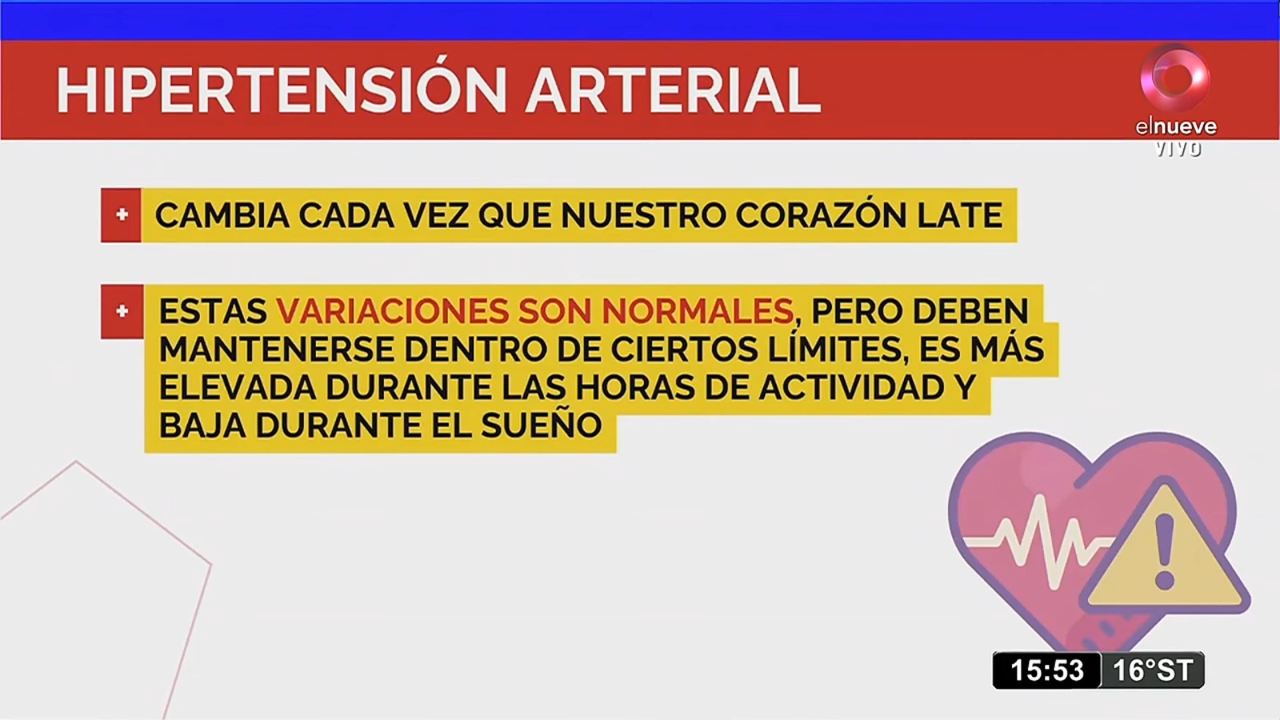 HIPERTENSIÓN ARTERIAL
elnueve
VIVO
+ CAMBIA CADA VEZ QUE NUESTRO CORAZÓN LATE
+ ESTAS VARIACIONES SON NORMALES, PERO DEBEN
MANTENERSE DENTRO DE CIERTOS LÍMITES, ES MÁS
ELEVADA DURANTE LAS HORAS DE ACTIVIDAD Y
BAJA DURANTE EL SUEÑO
!
15:53 16°ST